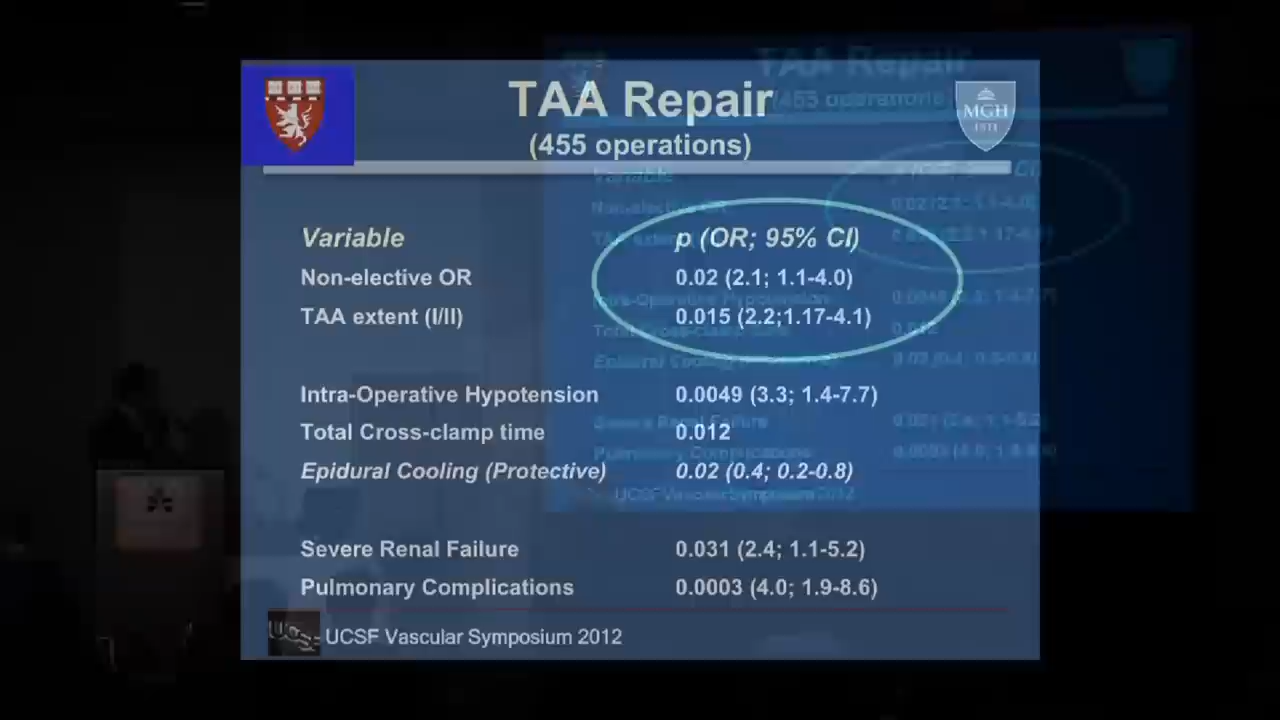 TAA Repair
(455 operations)
MGH
1811
Variable p (OR; 95% CI)
Non-elective OR 0.02 (2.1; 1.1-4.0)
TAA extent (I/II) 0.015 (2.2;1.17-4.1)
Intra-Operative Hypotension 0.0049 (3.3; 1.4-7.7)
Total Cross-clamp time 0.012
Epidural Cooling (Protective) 0.02 (0.4; 0.2-0.8)
Severe Renal Failure 0.031 (2.4; 1.1-5.2)
Pulmonary Complications 0.0003 (4.0; 1.9-8.6)
UCSF UCSF Vascular Symposium 2012